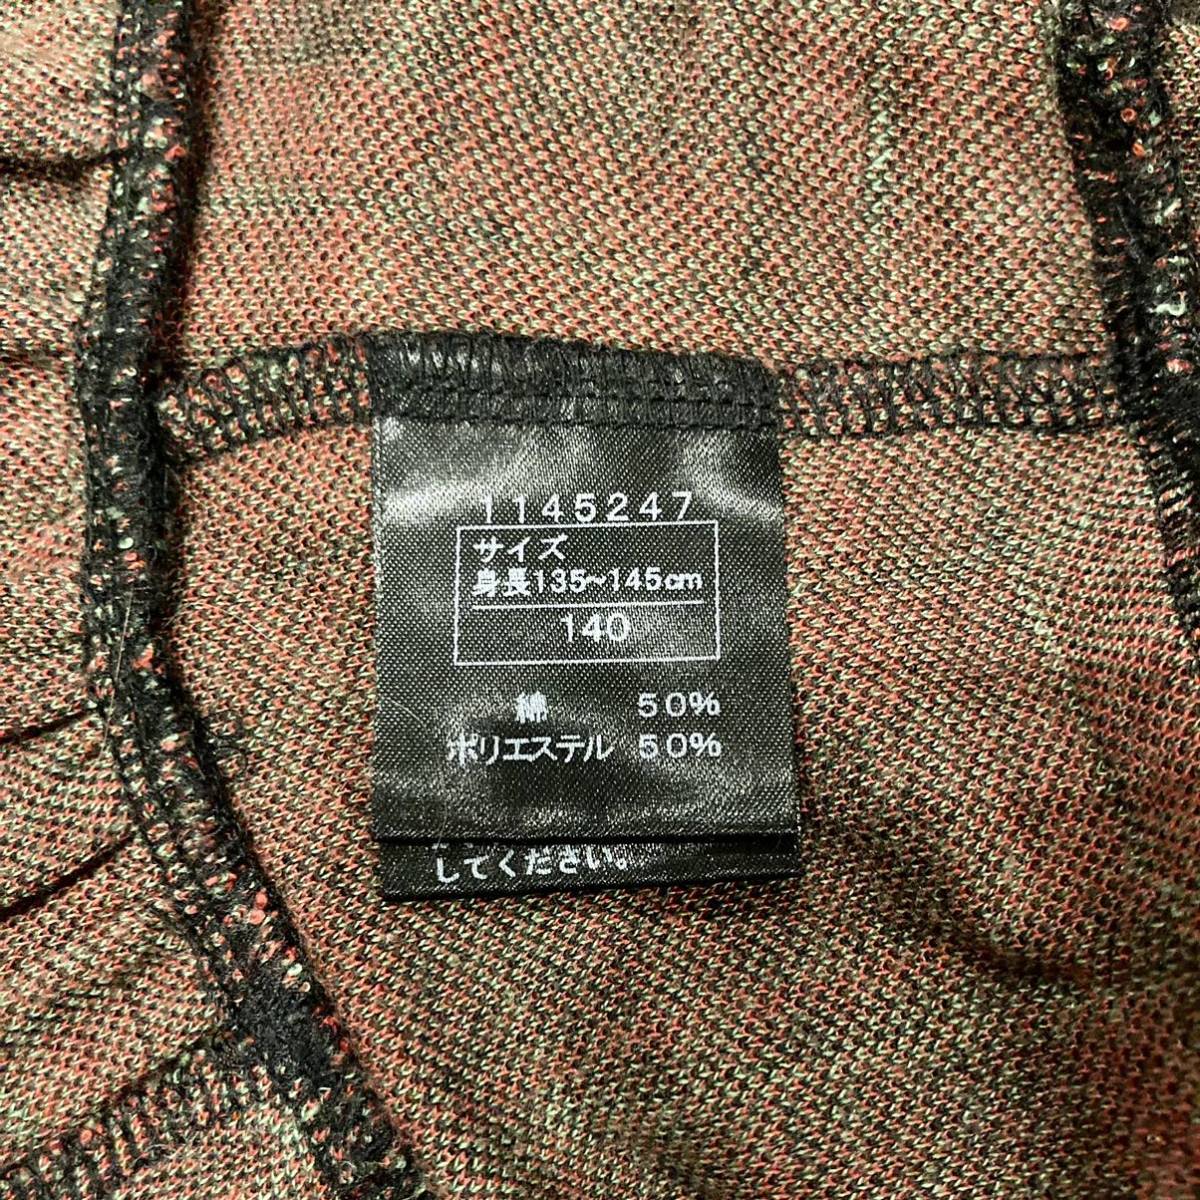 1145247
サイズ
身長135~145cm
140
綿 50%
ポリエステル 50%
してください。